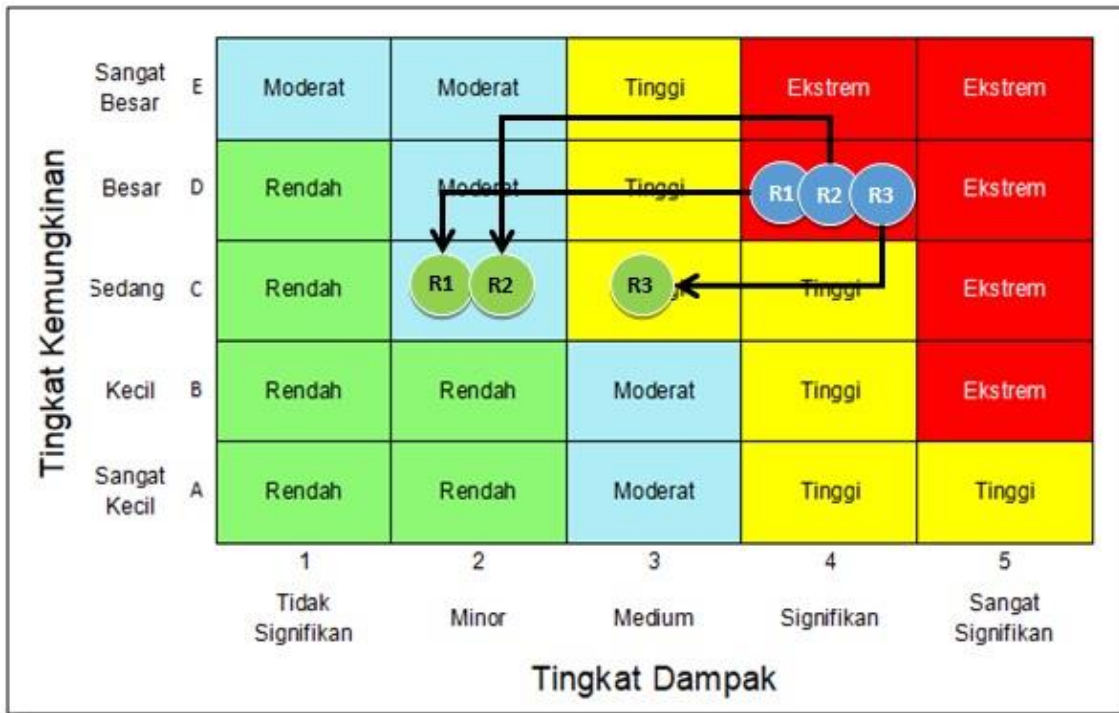 Tingkat Kemungkinan
Sangat
Besar
E
Moderat
Moderat
Tinggi
Ekstrem
Ekstrem
Besar
D
Rendah
Moderat
Tinggi
R1
R2
R3
Ekstrem
Sedang
C
Rendah
R1
R2
R3
Tinggi
Ekstrem
Kecil
B
Rendah
Rendah
Moderat
Tinggi
Ekstrem
Sangat
Kecil
A
Rendah
Rendah
Moderat
Tinggi
Tinggi
1
2
3
4
5
Tidak
Signifikan
Minor
Medium
Signifikan
Sangat
Signifikan
Tingkat Dampak